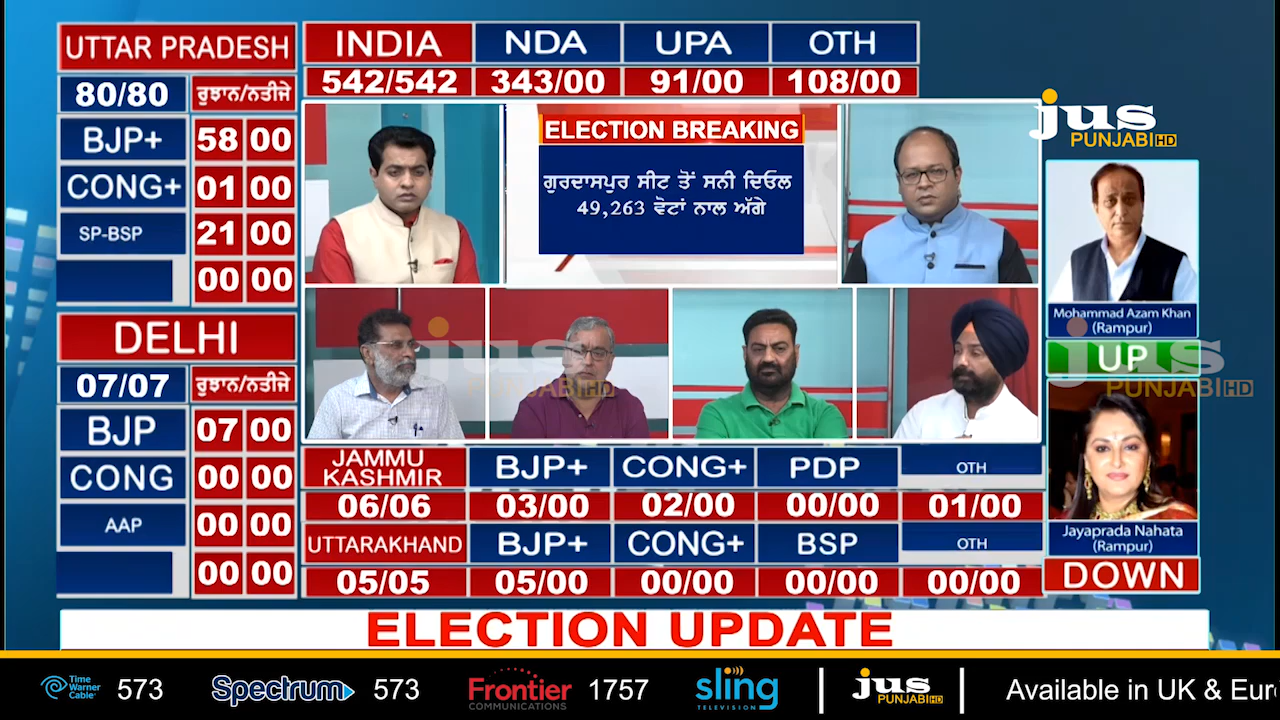 UTTAR PRADESH
80/80 ਰੁਝਾਨ/ਨਤੀਜੇ
BJP+ 58 00
CONG+ 01 00
SP-BSP 21 00
00 00
DELHI
07/07 ਰੁਝਾਨ/ਨਤੀਜੇ
BJP 07 00
CONG 00 00
AAP 00 00
00 00
INDIA NDA UPA OTH
542/542 343/00 91/00 108/00
ELECTION BREAKING
ਗੁਰਦਾਸਪੁਰ ਸੀਟ ਤੋਂ ਸਨੀ ਦਿਓਲ
49,263 ਵੋਟਾਂ ਨਾਲ ਅੱਗੇ
jus
PUNJABI HD
Mohammad Azam Khan
(Rampur)
UP
jus
PUNJABI HD
jus
PUNJABI HD
Jayaprada Nahata
(Rampur)
DOWN
JAMMU
KASHMIR
BJP+ CONG+ PDP OTH
06/06 03/00 02/00 00/00 01/00
UTTARAKHAND BJP+ CONG+ BSP OTH
05/05 05/00 00/00 00/00 00/00
ELECTION UPDATE
Time
Warner
Cable
573
Spectrum 573
Frontier
COMMUNICATIONS
1757
sling
TELEVISION
jus
PUNJABI HD
Available in UK & Eur